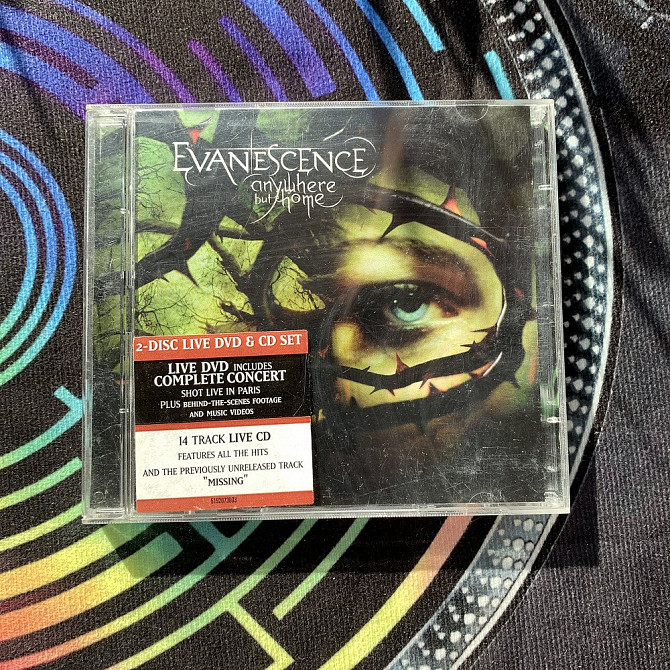 EVANESCENCE
anywhere
but home
2-DISC LIVE DVD & CD SET
LIVE DVD INCLUDES
COMPLETE CONCERT
SHOT LIVE IN PARIS
PLUS BEHIND-THE-SCENES FOOTAGE
AND MUSIC VIDEOS
14 TRACK LIVE CD
FEATURES ALL THE HITS
AND THE PREVIOUSLY UNRELEASED TRACK
"MISSING"